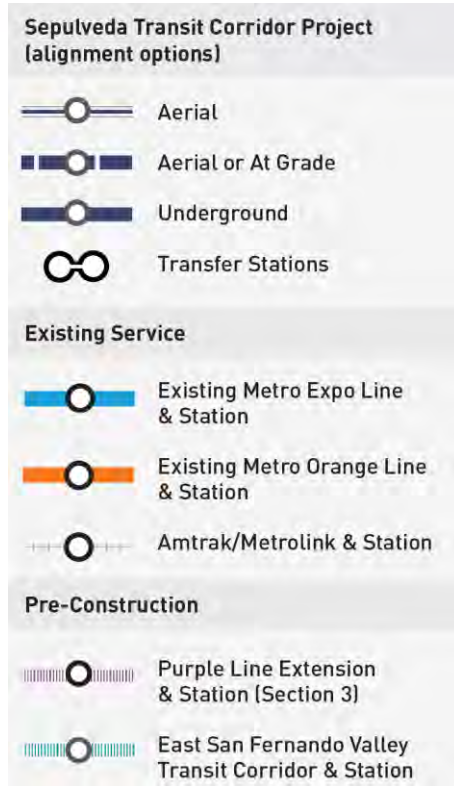 Sepulveda Transit Corridor Project
(alignment options)
Aerial
Aerial or At Grade
Underground
Transfer Stations
Existing Service
Existing Metro Expo Line
& Station
Existing Metro Orange Line
& Station
Amtrak/Metrolink & Station
Pre-Construction
Purple Line Extension
& Station (Section 3)
East San Fernando Valley
Transit Corridor & Station